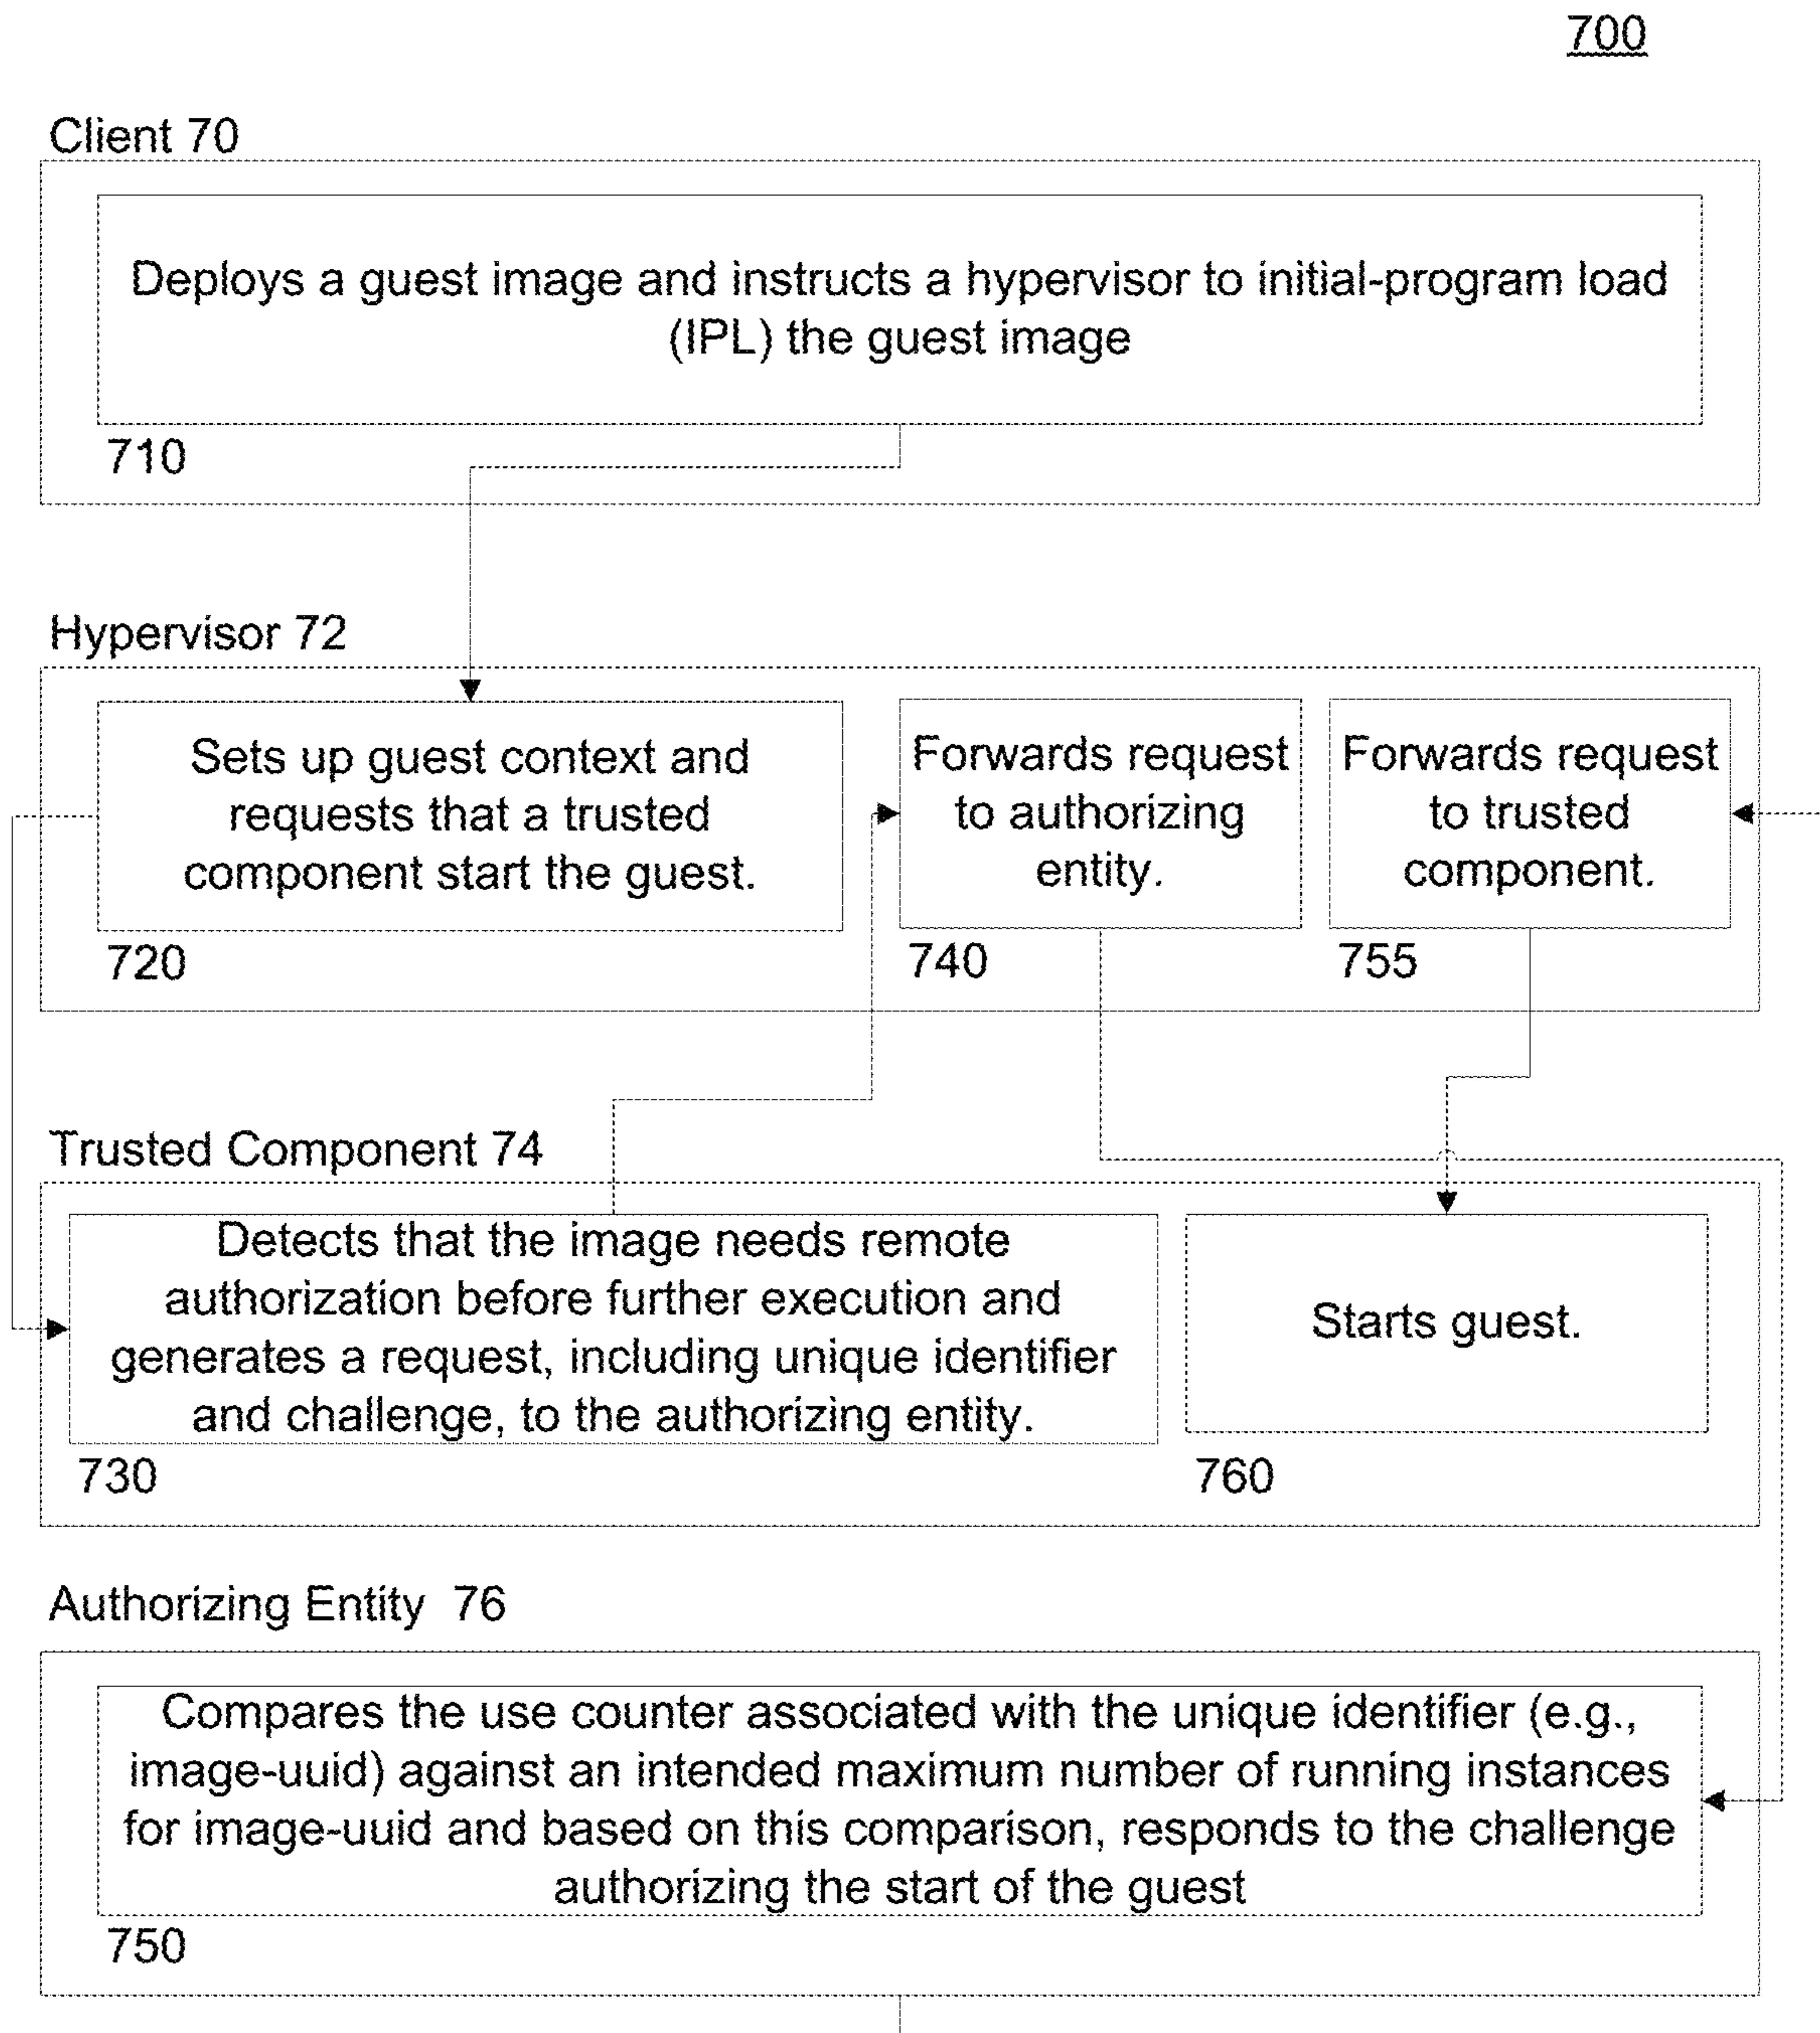 700
Client 70
Deploys a guest image and instructs a hypervisor to initial-program load
(IPL) the guest image
710
Hypervisor 72
Sets up guest context and
requests that a trusted
component start the guest.
720
Forwards request
to authorizing
entity.
740
Forwards request
to trusted
component.
755
Trusted Component 74
Detects that the image needs remote
authorization before further execution and
generates a request, including unique identifier
and challenge, to the authorizing entity.
730
Starts guest.
760
Authorizing Entity 76
Compares the use counter associated with the unique identifier (e.g.,
image-uuid) against an intended maximum number of running instances
for image-uuid and based on this comparison, responds to the challenge
authorizing the start of the guest
750